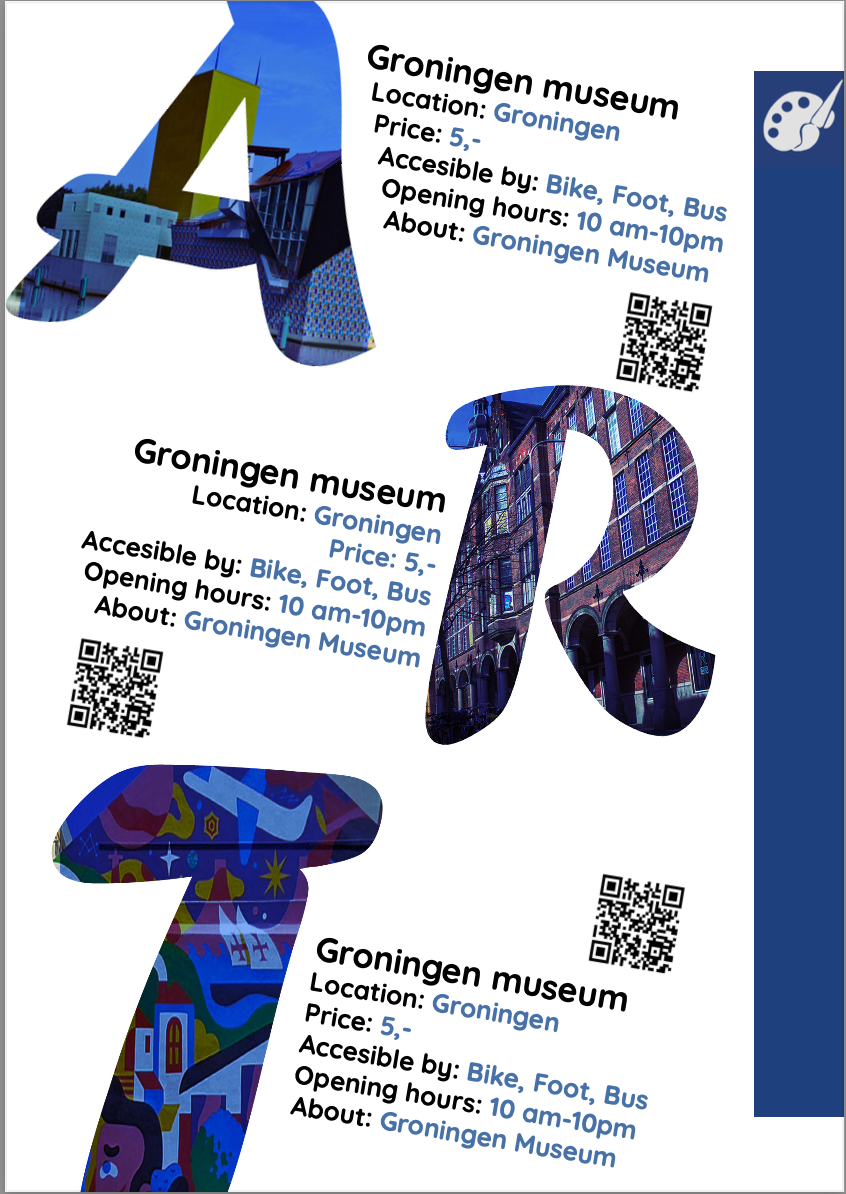 A
Groningen museum
Location: Groningen
Price: 5,-
Accesible by: Bike, Foot, Bus
Opening hours: 10 am-10pm
About: Groningen Museum
R
Groningen museum
Location: Groningen
Price: 5,-
Accesible by: Bike, Foot, Bus
Opening hours: 10 am-10pm
About: Groningen Museum
T
Groningen museum
Location: Groningen
Price: 5,-
Accesible by: Bike, Foot, Bus
Opening hours: 10 am-10pm
About: Groningen Museum